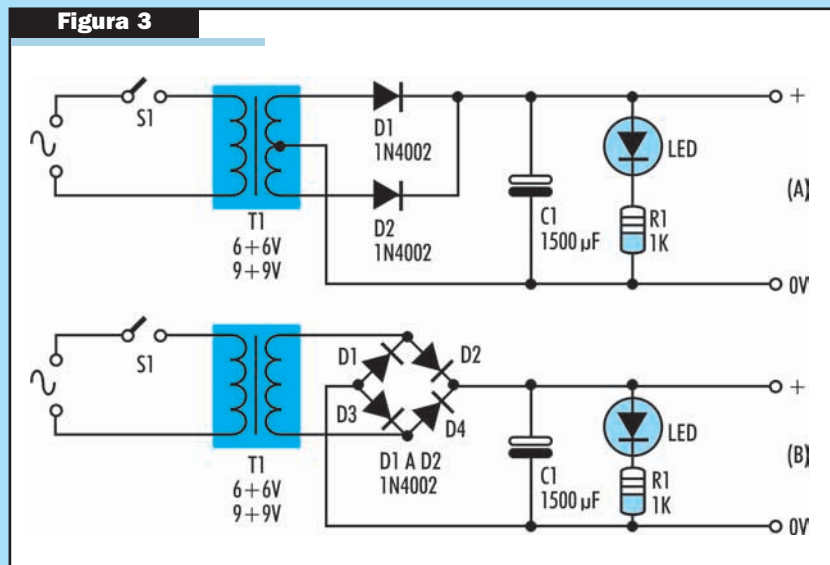 Figura 3
S1
T1
6+6V
9+9V
D1
1N4002
D2
1N4002
C1
1500 µF
LED
R1
1K
+
(A)
0V
S1
T1
6+6V
9+9V
D1
D2
D3
D4
D1 A D2
1N4002
C1
1500 µF
LED
R1
1K
+
(B)
0V